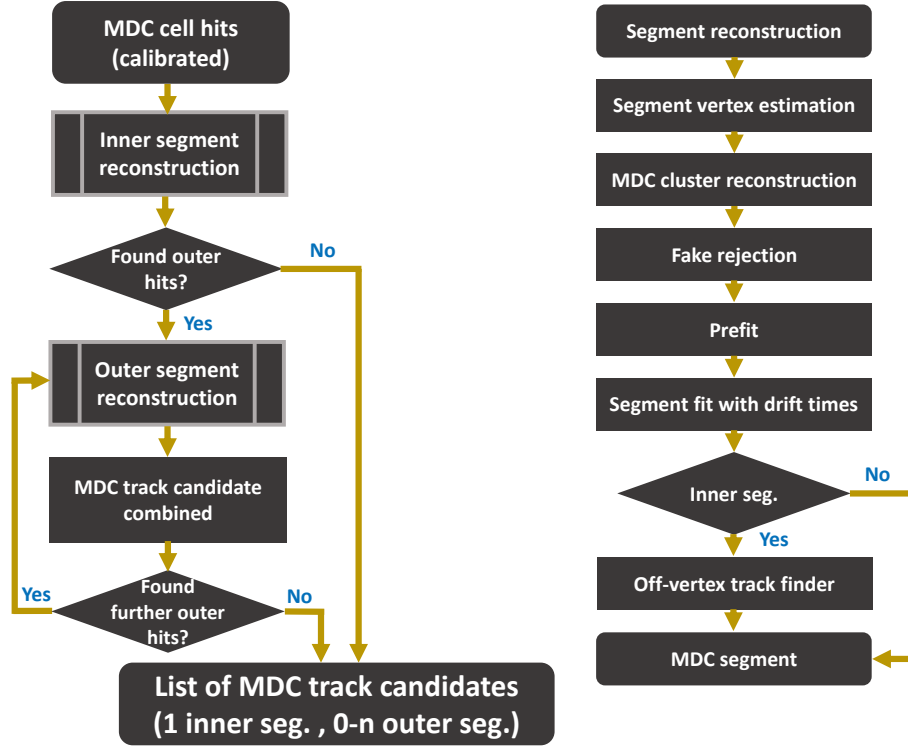 MDC cell hits
(calibrated)
Inner segment
reconstruction
Found outer
hits?
No
Yes
Outer segment
reconstruction
MDC track candidate
combined
Yes
Found
further outer
hits?
No
List of MDC track candidates
(1 inner seg. , 0-n outer seg.)
Segment reconstruction
Segment vertex estimation
MDC cluster reconstruction
Fake rejection
Prefit
Segment fit with drift times
Inner seg.
No
Yes
Off-vertex track finder
MDC segment